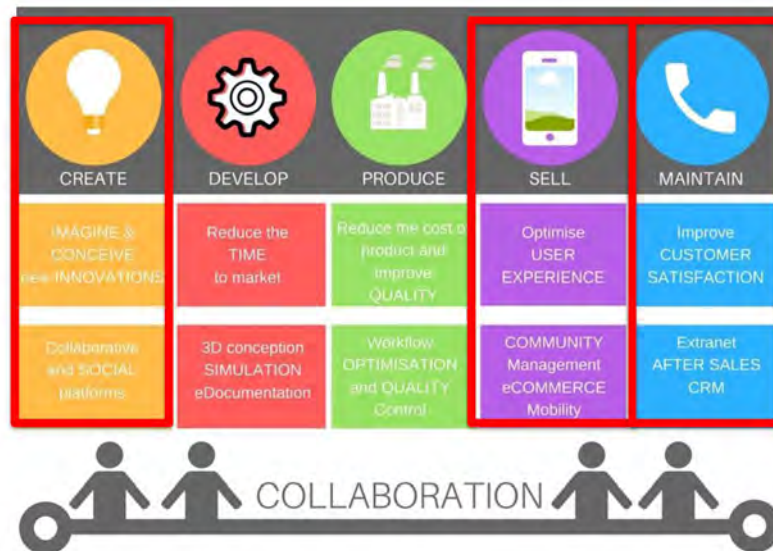 CREATE
DEVELOP
PRODUCE
SELL
MAINTAIN
IMAGINE &
CONCEIVE
new INNOVATIONS
Reduce the
TIME
to market
Reduce the cost o
product and
Improve
QUALITY
Optimise
USER
EXPERIENCE
Improve
CUSTOMER
SATISFACTION
Collaborative
and SOCIAL
platforms
3D conception
SIMULATION
eDocumentation
Workflow
OPTIMISATION
and QUALITY
Control
COMMUNITY
Management
eCOMMERCE
Mobility
Extranet
AFTER SALES
CRM
COLLABORATION